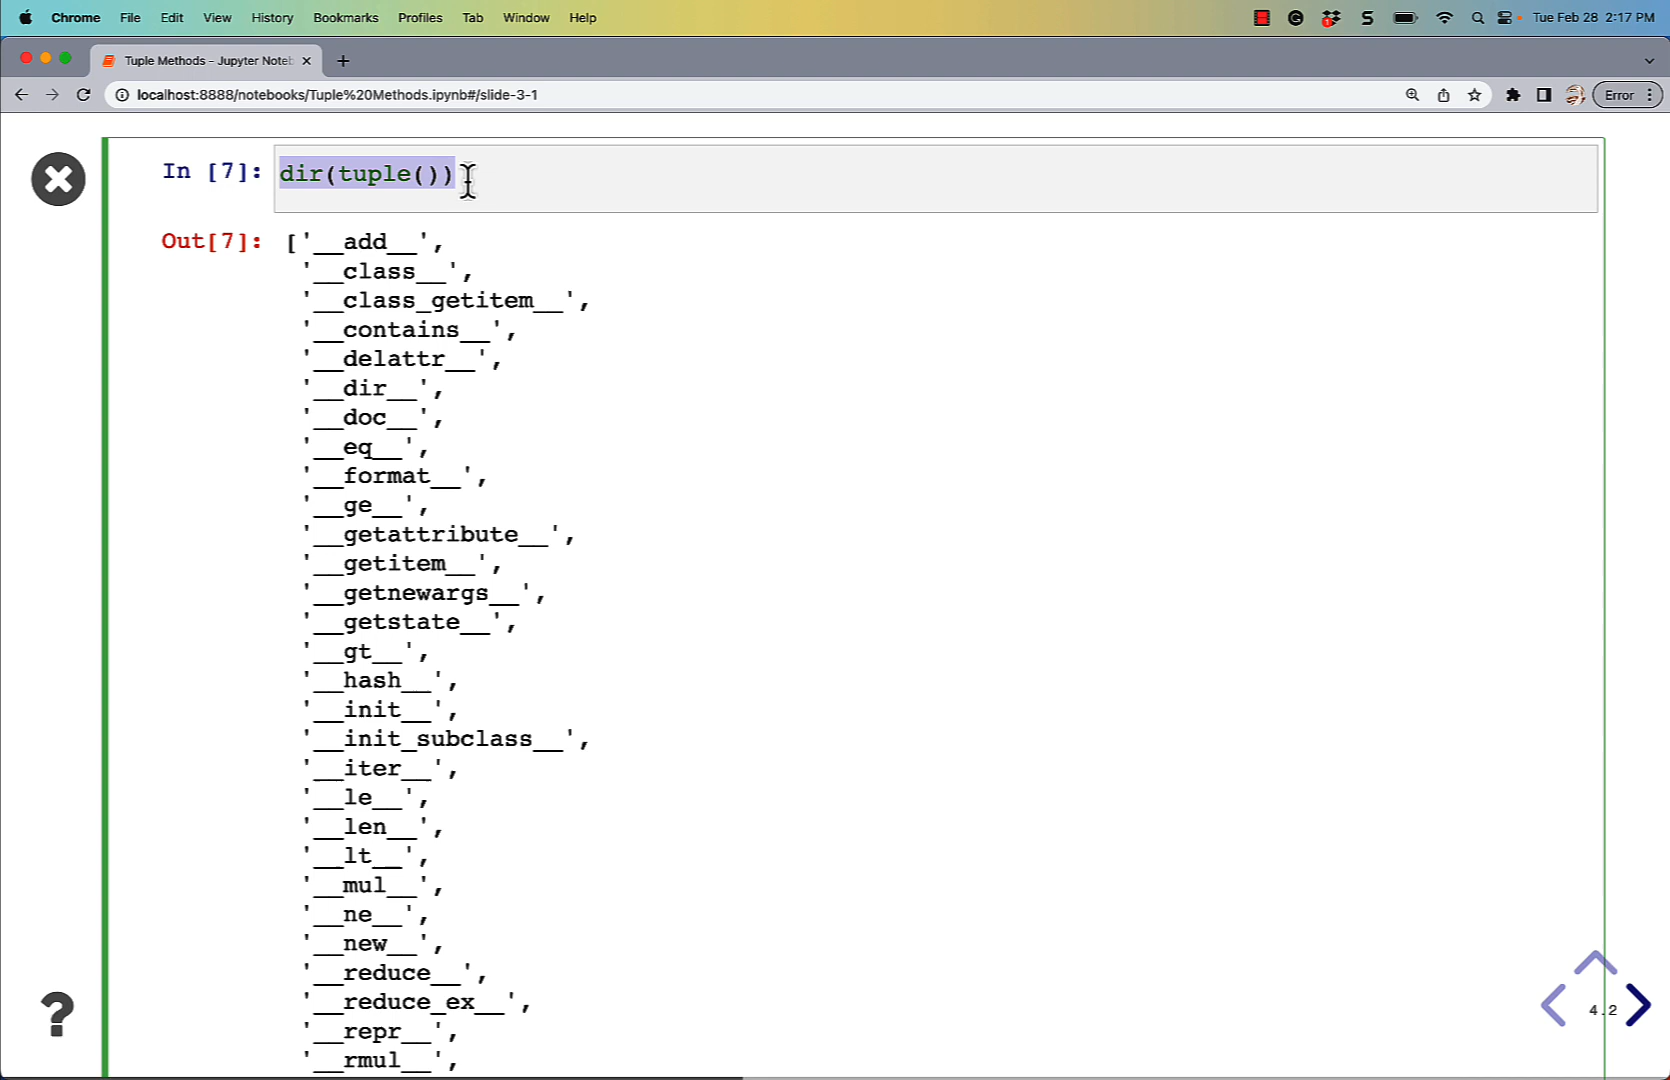 Chrome File Edit View History Bookmarks Profiles Tab Window Help Tue Feb 28 2:17 PM
Tuple Methods - Jupyter Noteb
localhost:8888/notebooks/Tuple%20Methods.ipynb#/slide-3-1 Error
In [7]: dir(tuple())
Out[7]: ['__add__',
'__class__',
'__class_getitem__',
'__contains__',
'__delattr__',
'__dir__',
'__doc__',
'__eq__',
'__format__',
'__ge__',
'__getattribute__',
'__getitem__',
'__getnewargs__',
'__getstate__',
'__gt__',
'__hash__',
'__init__',
'__init_subclass__',
'__iter__',
'__le__',
'__len__',
'__lt__',
'__mul__',
'__ne__',
'__new__',
'__reduce__',
'__reduce_ex__',
'__repr__',
'__rmul__',
4.2
?